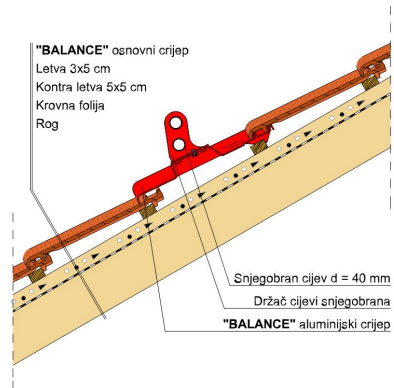 "BALANCE" osnovni crijep
Letva 3x5 cm
Kontra letva 5x5 cm
Krovna folija
Rog
Snjegobran cijev d = 40 mm
Držač cijevi snjegobrana
"BALANCE" aluminijski crijep